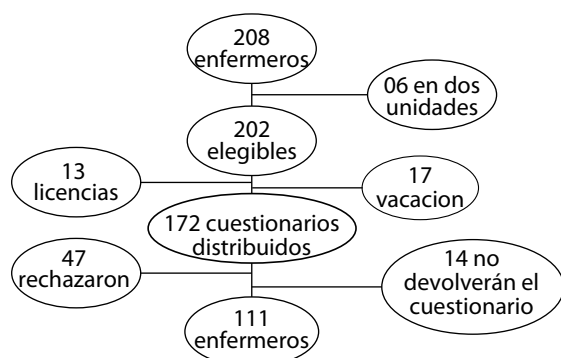 208
enfermeros
06 en dos
unidades
202
elegibles
13
licencias
17
vacacion
172 cuestionarios
distribuidos
47
rechazaron
14 no
devolverán el
cuestionario
111
enfermeros